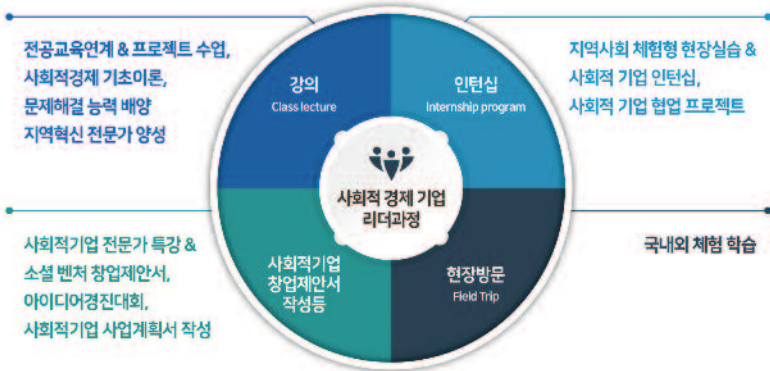 전공교육연계 & 프로젝트 수업,
사회적경제 기초이론,
문제해결 능력 배양
지역혁신 전문가 양성
강의
Class lecture
인턴십
Internship program
지역사회 체험형 현장실습 &
사회적 기업 인턴십,
사회적 기업 협업 프로젝트
사회적 경제 기업
리더과정
사회적기업 전문가 특강 &
소셜 벤처 창업제안서,
아이디어경진대회,
사회적기업 사업계획서 작성
사회적기업
창업제안서
작성등
현장방문
Field Trip
국내외 체험 학습